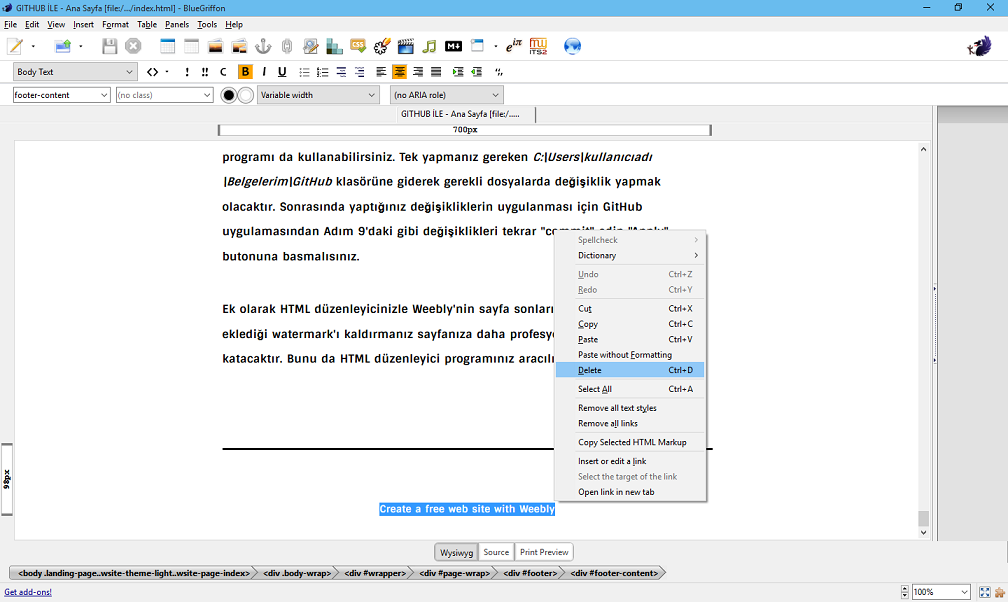 GITHUB İLE - Ana Sayfa [file:/.../index.html] - BlueGriffon
File Edit View Insert Format Table Panels Tools Help
CSS M↓ eiπ ITS2
Body Text <> ! !! C B I U
footer-content (no class) Variable width (no ARIA role)
GITHUB İLE - Ana Sayfa [file:/.....
700px
programı da kullanabilirsiniz. Tek yapmanız gereken C:\Users\kullanıcıadı
\Belgelerim\GitHub klasörüne giderek gerekli dosyalarda değişiklik yapmak
olacaktır. Sonrasında yaptığınız değişikliklerin uygulanması için GitHub
uygulamasından Adım 9'daki gibi değişiklikleri tekrar "commit" edip "Apply"
butonuna basmalısınız.
Ek olarak HTML düzenleyicinizle Weebly'nin sayfa sonları
eklediği watermark'ı kaldırmanız sayfanıza daha
katacaktır. Bunu da HTML düzenleyici programınız
Spellcheck
Dictionary
Undo Ctrl+Z
Redo Ctrl+Y
Cut Ctrl+X
Copy Ctrl+C
Paste Ctrl+V
Paste without Formatting
Delete Ctrl+D
Select All Ctrl+A
Remove all text styles
Remove all links
Copy Selected HTML Markup
Insert or edit a link
Select the target of the link
Open link in new tab
98px
Create a free web site with Weebly
Wysiwyg Source Print Preview
<body .landing-page..wsite-theme-light..wsite-page-index> <div .body-wrap> <div #wrapper> <div #page-wrap> <div #footer> <div #footer-content>
Get add-ons! 100%